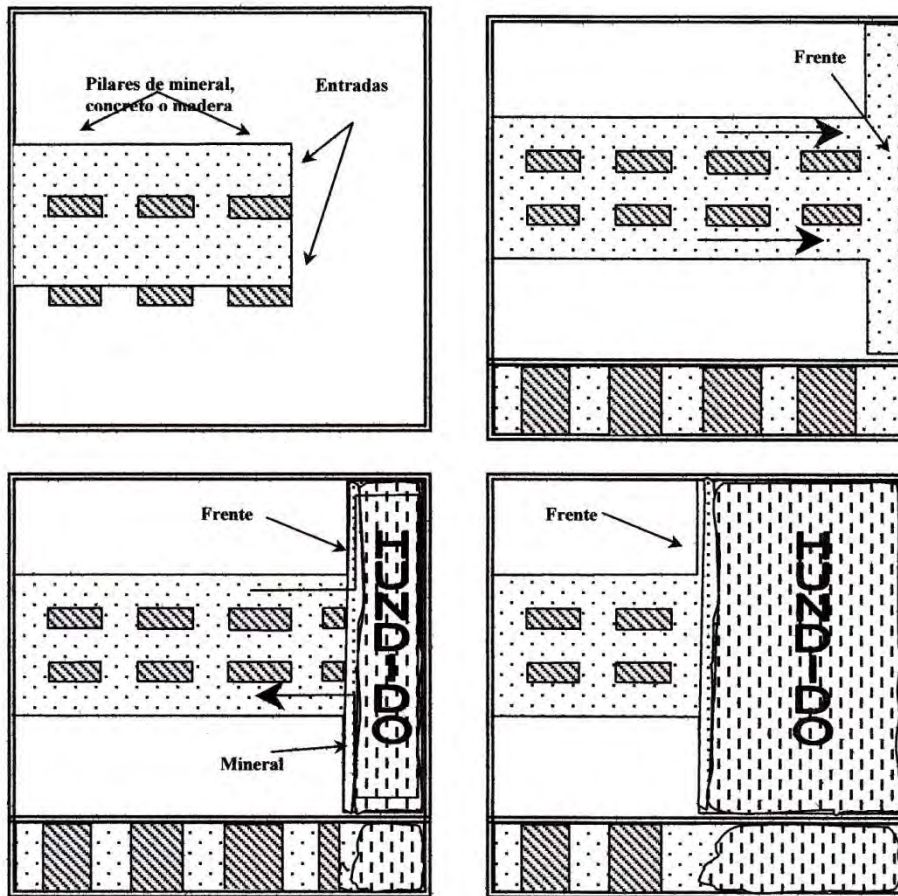 Pilares de mineral,
concreto o madera
Entradas
Frente
Frente
HUNDIDO
Mineral
Frente
HUNDIDO